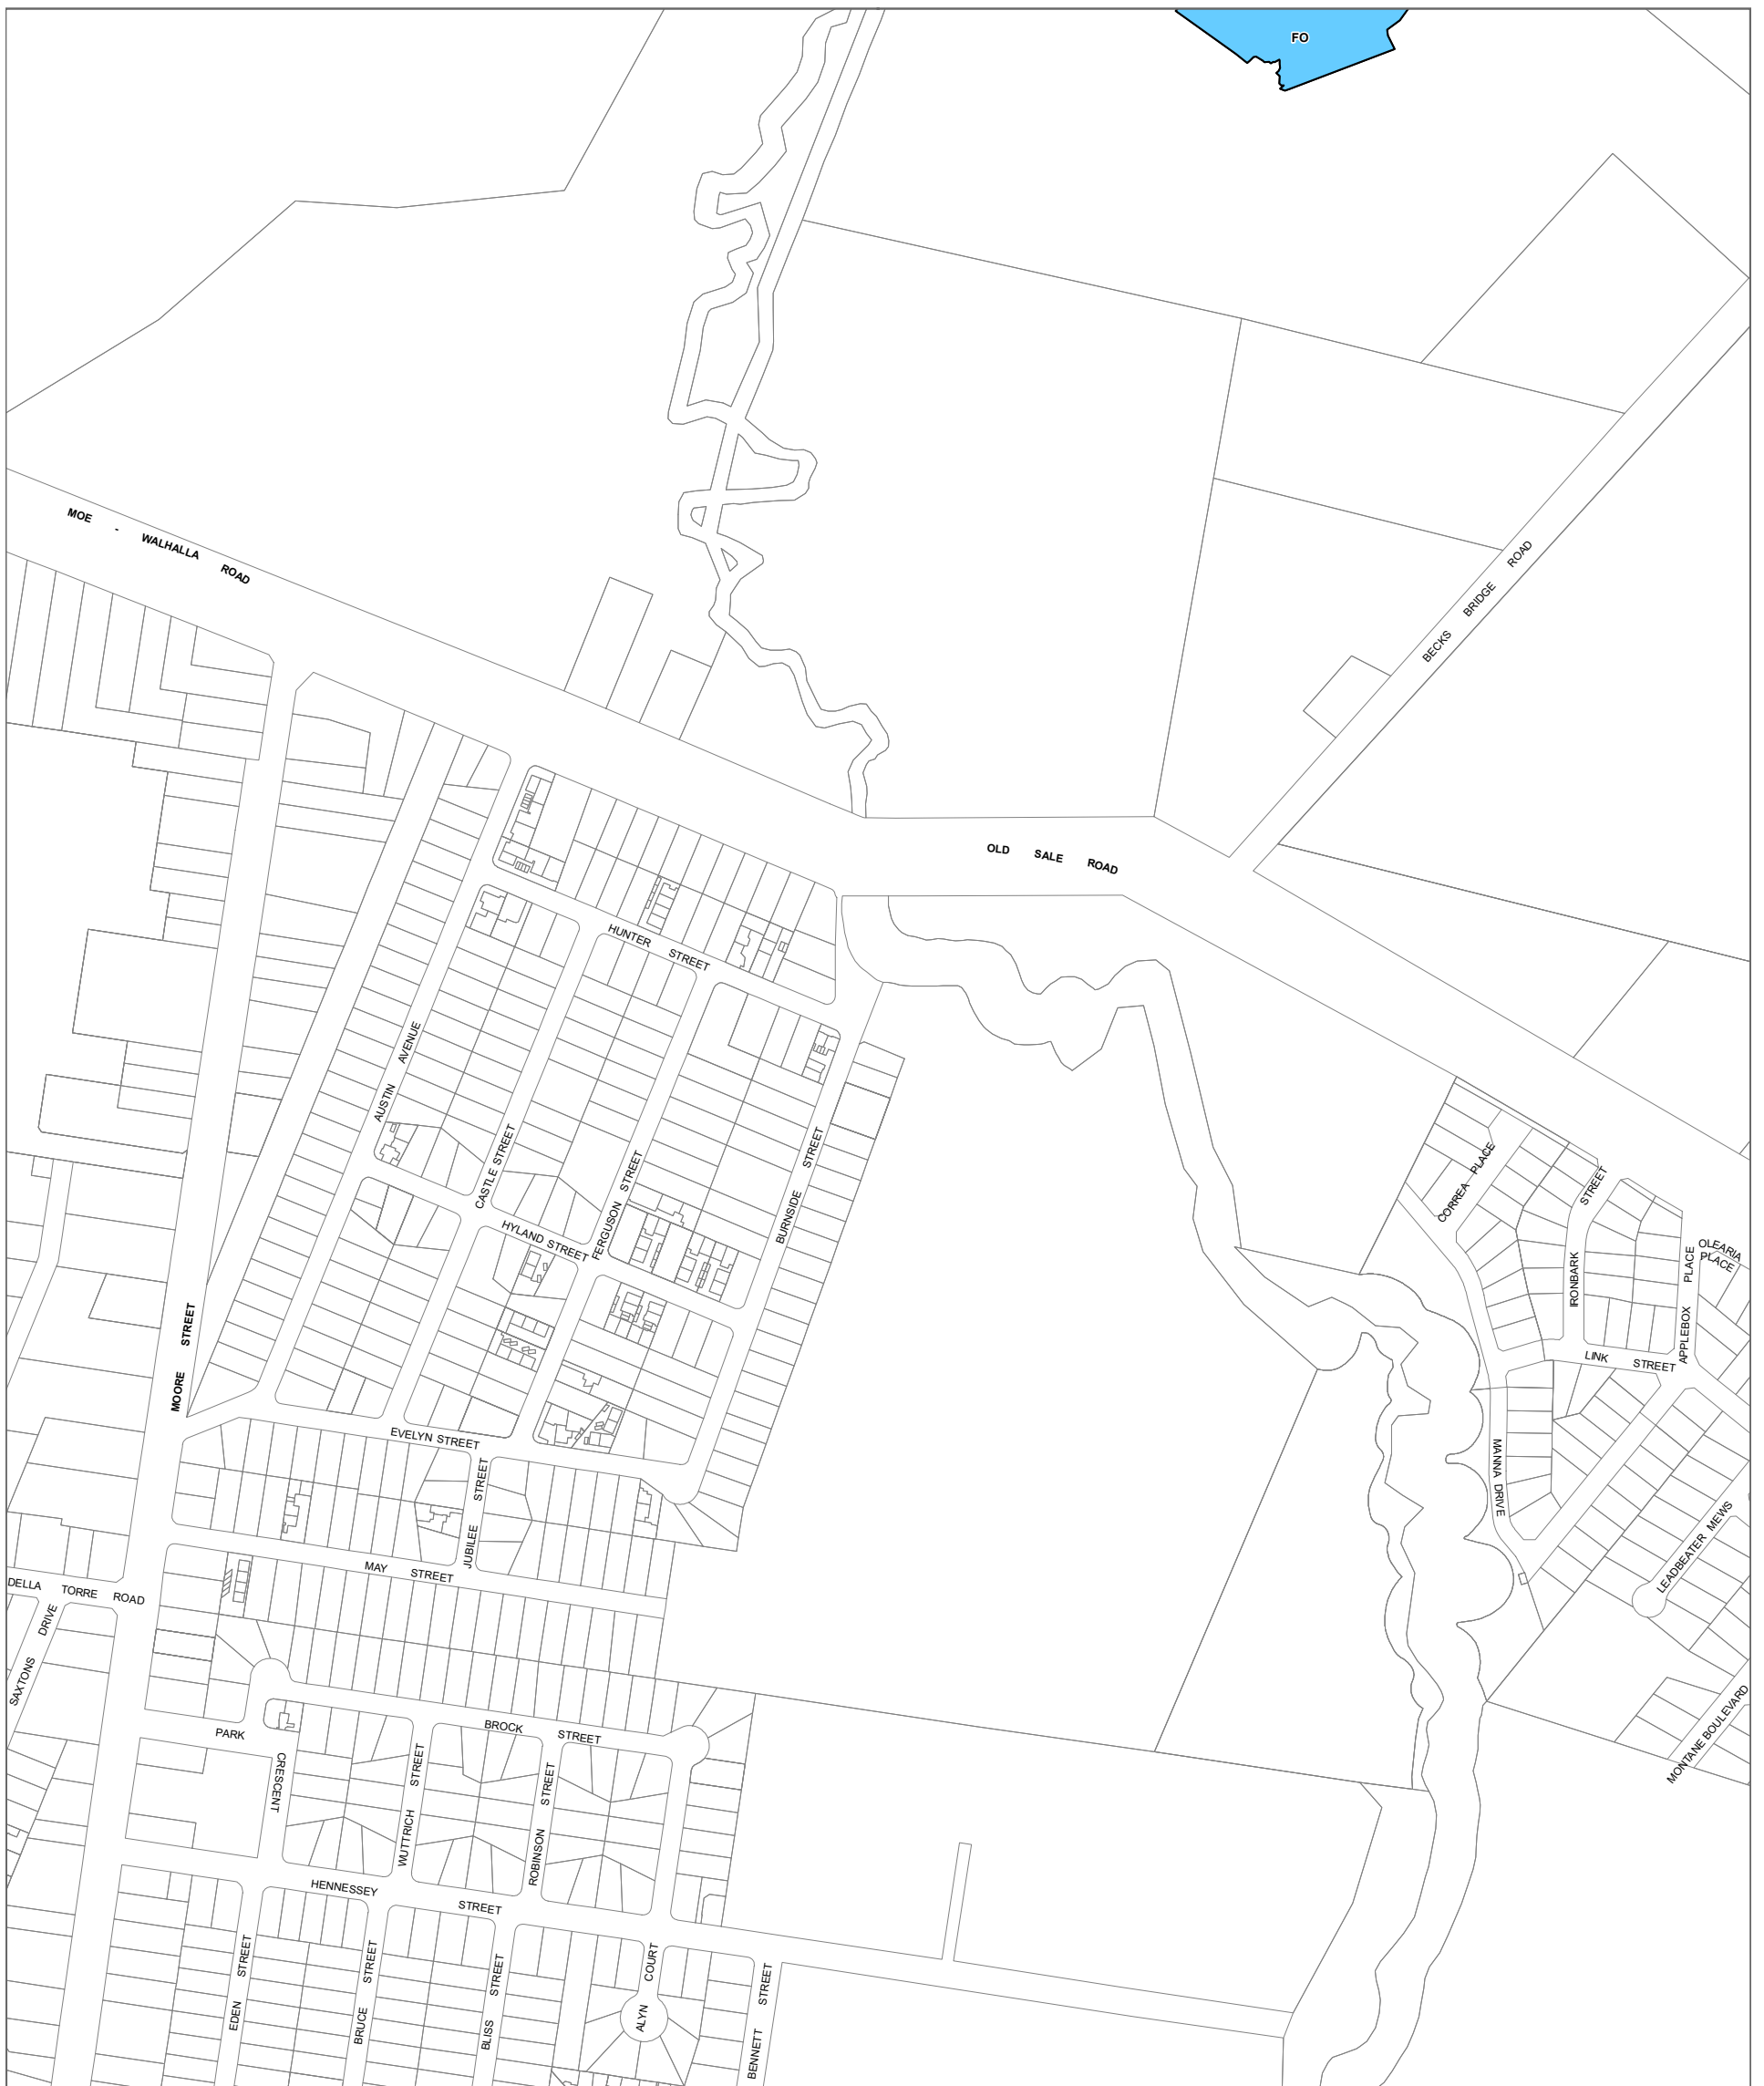 FO
MOE - WALHALLA ROAD
BECKS BRIDGE ROAD
OLD SALE ROAD
HUNTER STREET
AUSTIN AVENUE
CASTLE STREET
FERGUSON STREET
BURNSIDE STREET
HYLAND STREET
CORREA PLACE
IRONBARK STREET
OLEARIA PLACE
APPLEBOX PLACE
LINK STREET
MOORE STREET
EVELYN STREET
JUBILEE STREET
MANNA DRIVE
LEADBEATER MEWS
MAY STREET
DELLA TORRE ROAD
SAXTONS DRIVE
MONTANE BOULEVARD
PARK CRESCENT
BROCK STREET
WUTTRICH STREET
ROBINSON STREET
HENNESSEY STREET
EDEN STREET
BRUCE STREET
BLISS STREET
ALYN COURT
BENNETT STREET